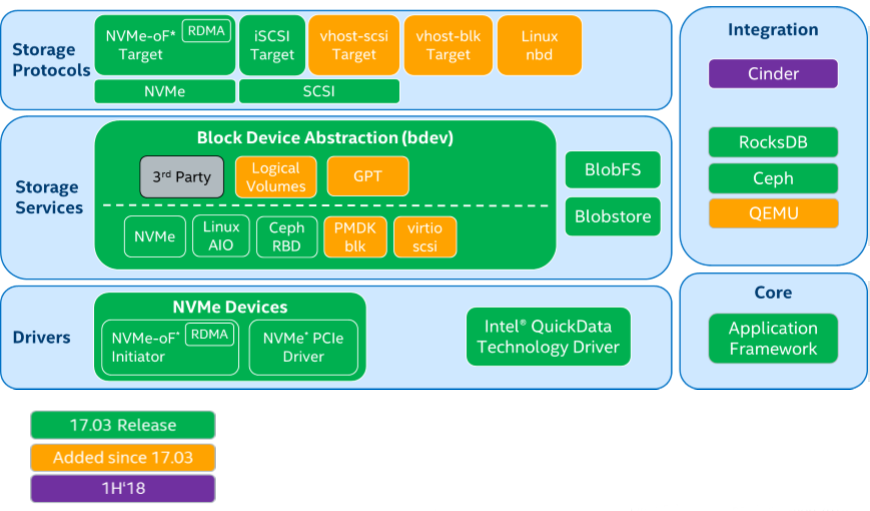 Storage
Protocols
NVMe-oF* RDMA
Target
iSCSI
Target
vhost-scsi
Target
vhost-blk
Target
Linux
nbd
NVMe
SCSI
Storage
Services
Block Device Abstraction (bdev)
3rd Party
Logical
Volumes
GPT
NVMe
Linux
AIO
Ceph
RBD
PMDK
blk
virtio
scsi
BlobFS
Blobstore
Drivers
NVMe Devices
NVMe-oF* RDMA
Initiator
NVMe* PCIe
Driver
Intel® QuickData
Technology Driver
Integration
Cinder
RocksDB
Ceph
QEMU
Core
Application
Framework
17.03 Release
Added since 17.03
1H'18